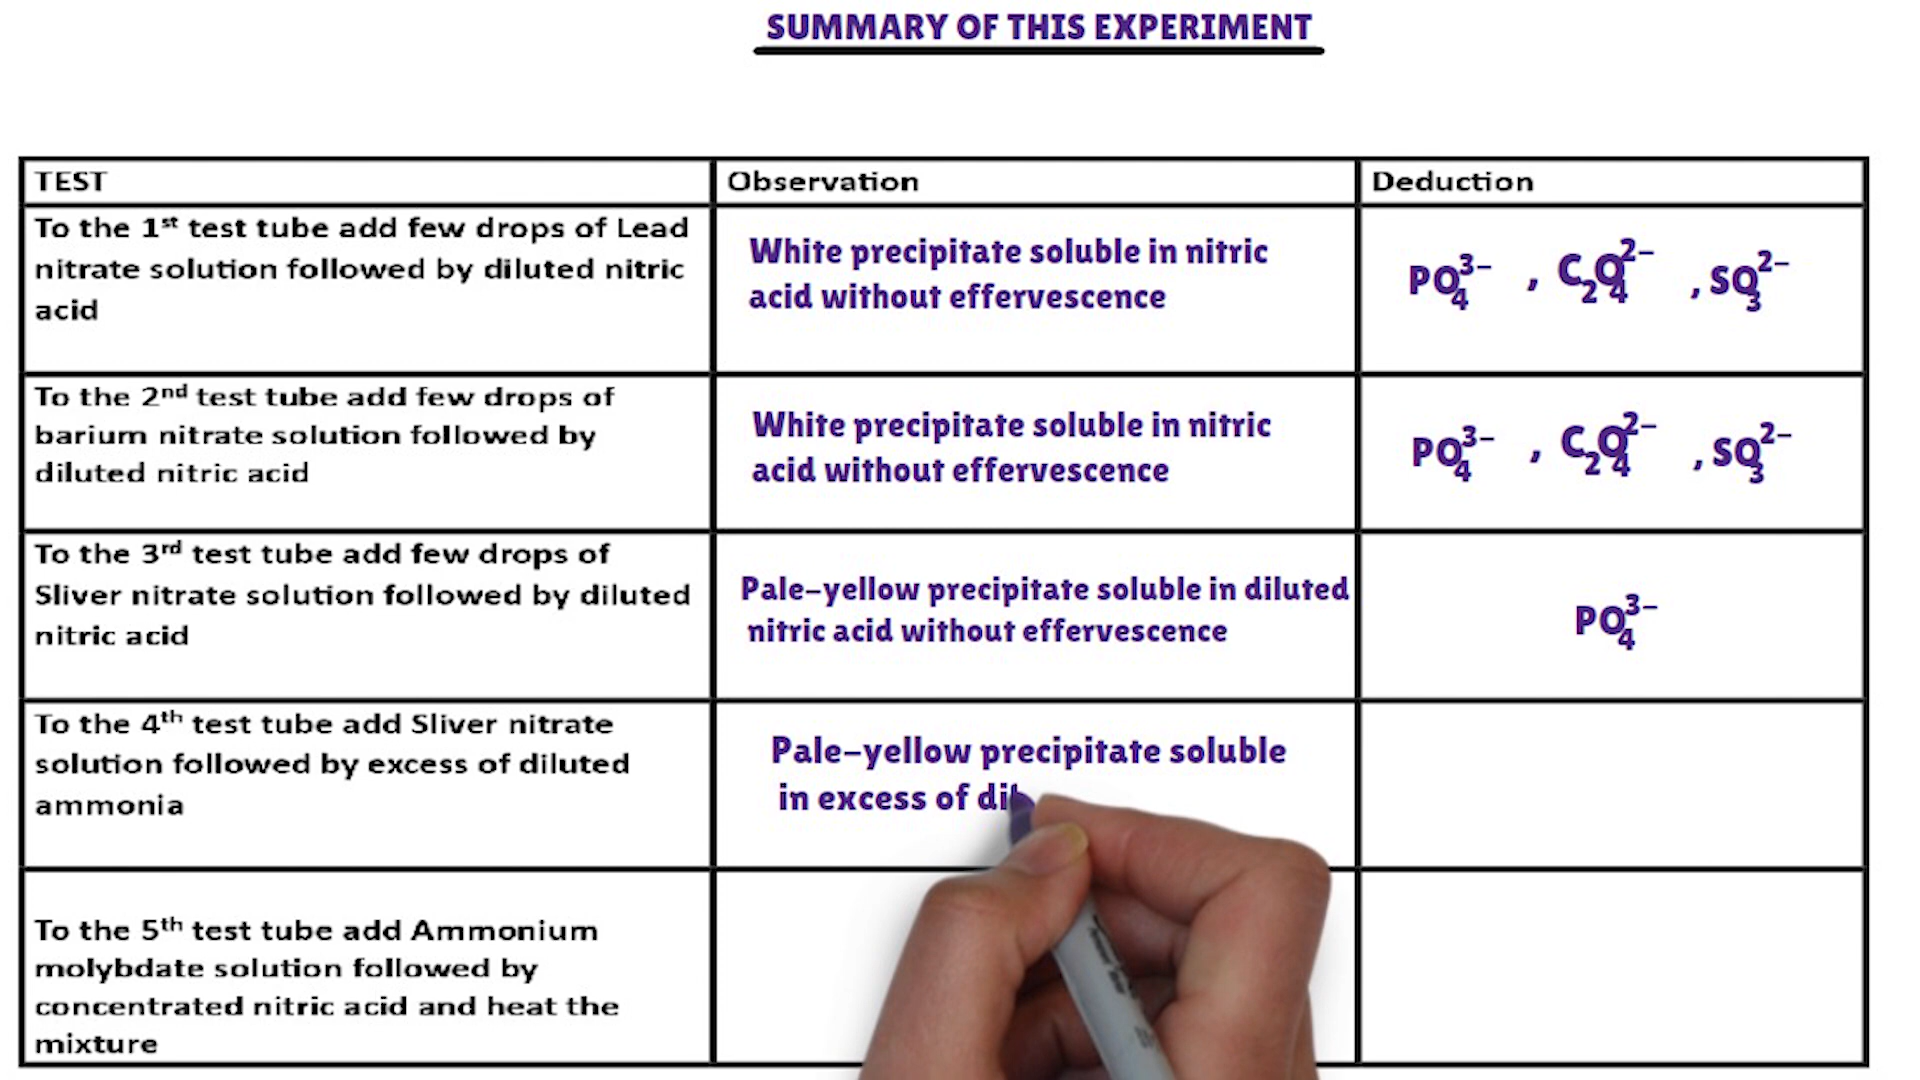 SUMMARY OF THIS EXPERIMENT
TEST
Observation
Deduction
To the 1st test tube add few drops of Lead
nitrate solution followed by diluted nitric
acid
White precipitate soluble in nitric
acid without effervescence
PO₄³⁻ , C₂O₄²⁻ , SO₃²⁻
To the 2nd test tube add few drops of
barium nitrate solution followed by
diluted nitric acid
White precipitate soluble in nitric
acid without effervescence
PO₄³⁻ , C₂O₄²⁻ , SO₃²⁻
To the 3rd test tube add few drops of
Sliver nitrate solution followed by diluted
nitric acid
Pale-yellow precipitate soluble in diluted
nitric acid without effervescence
PO₄³⁻
To the 4th test tube add Sliver nitrate
solution followed by excess of diluted
ammonia
Pale-yellow precipitate soluble
in excess of dil
To the 5th test tube add Ammonium
molybdate solution followed by
concentrated nitric acid and heat the
mixture